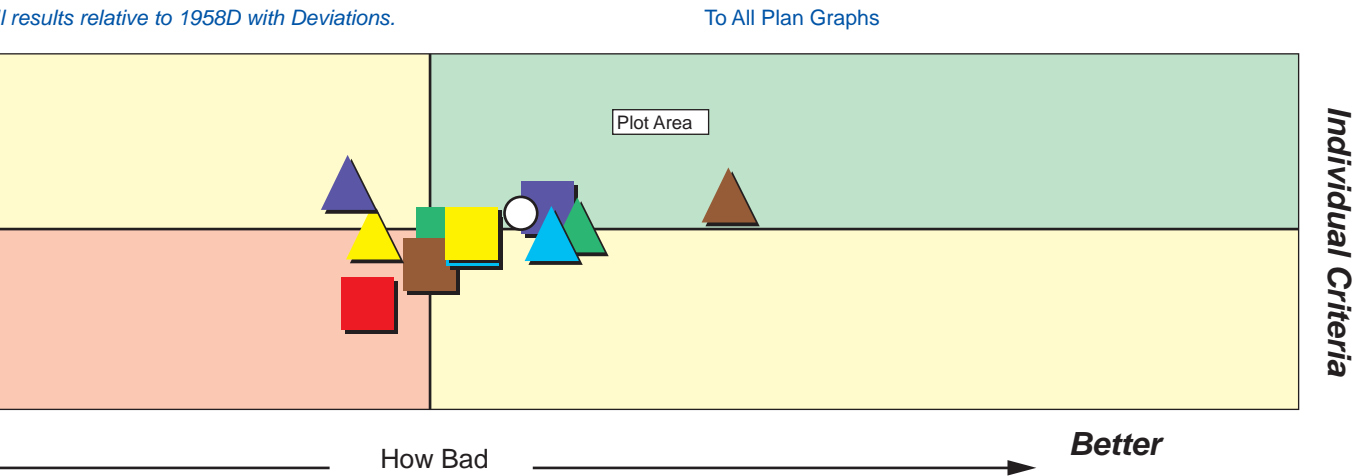 results relative to 1958D with Deviations.
To All Plan Graphs
Plot Area
Individual Criteria
Better
How Bad